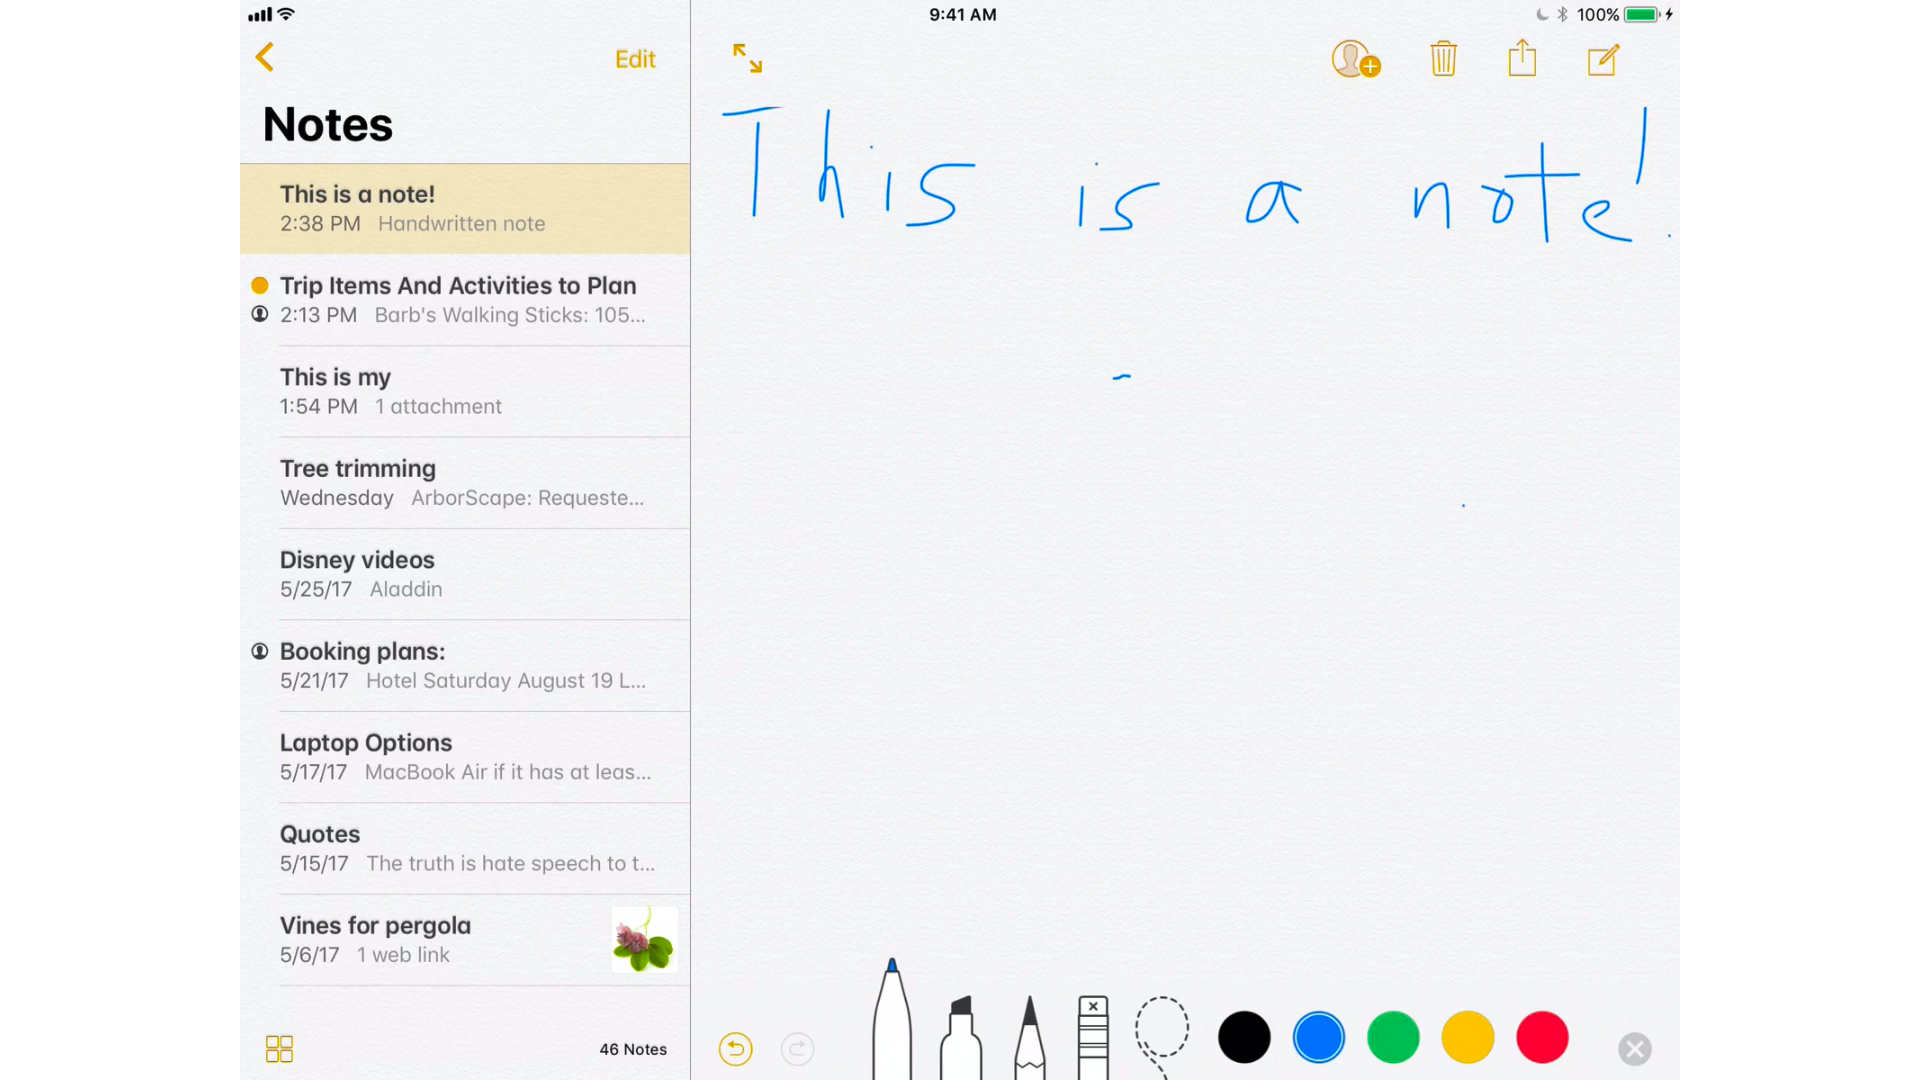 9:41 AM
100%
Edit
Notes
This is a note!
2:38 PM Handwritten note
Trip Items And Activities to Plan
2:13 PM Barb's Walking Sticks: 105...
This is my
1:54 PM 1 attachment
Tree trimming
Wednesday ArborScape: Requeste...
Disney videos
5/25/17 Aladdin
Booking plans:
5/21/17 Hotel Saturday August 19 L...
Laptop Options
5/17/17 MacBook Air if it has at leas...
Quotes
5/15/17 The truth is hate speech to t...
Vines for pergola
5/6/17 1 web link
46 Notes
This is a note!